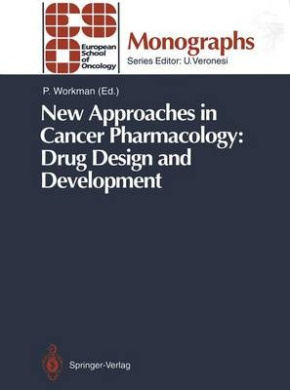 ESO
European
School
of Oncology
Monographs
Series Editor: U. Veronesi
P. Workman (Ed.)
New Approaches in
Cancer Pharmacology:
Drug Design and
Development
Springer-Verlag